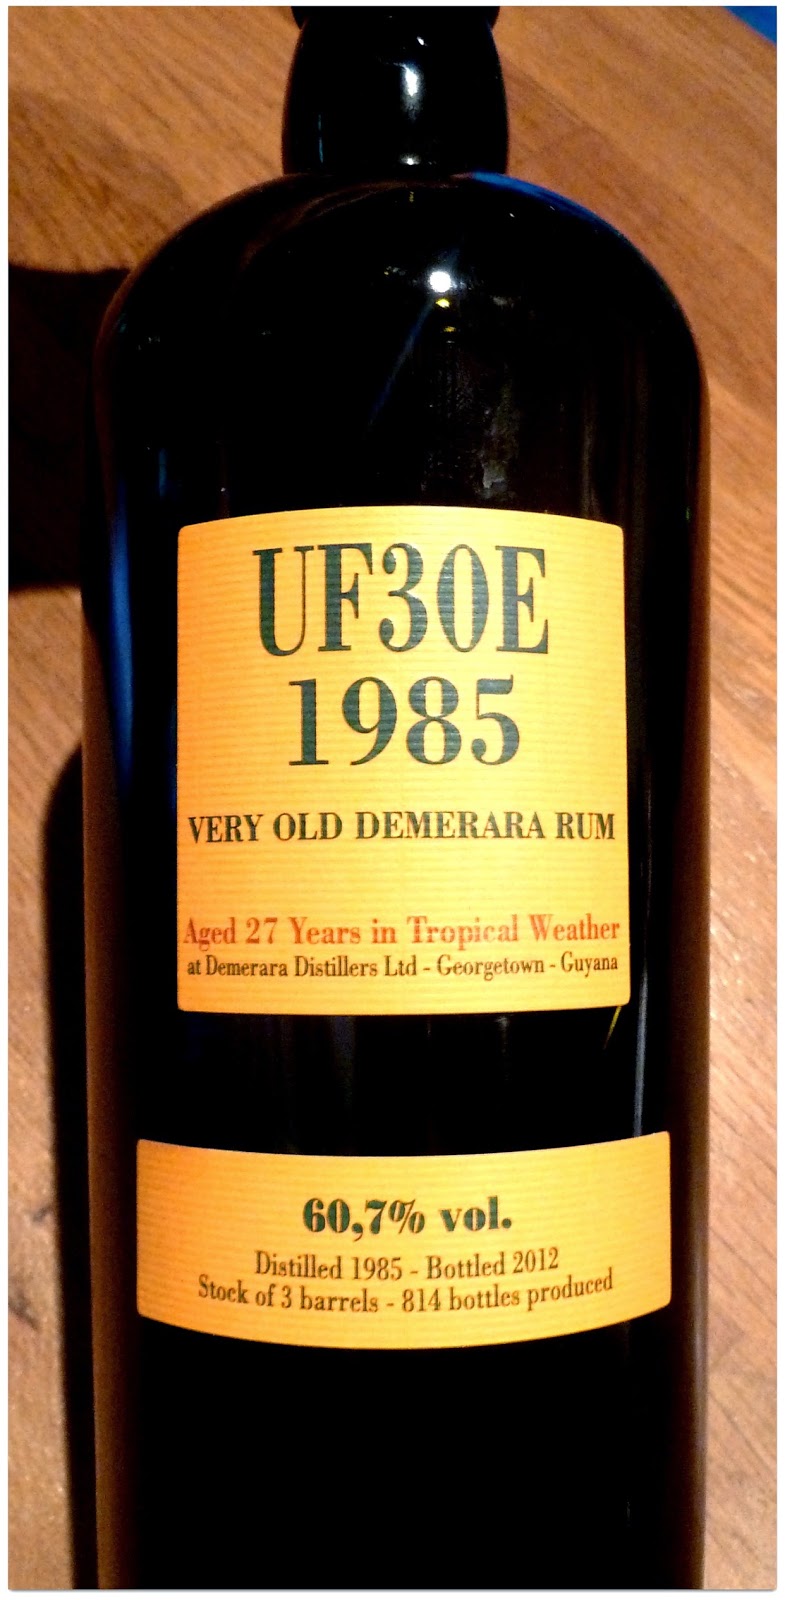 UF30E
1985
VERY OLD DEMERARA RUM
Aged 27 Years in Tropical Weather
at Demerara Distillers Ltd - Georgetown - Guyana
60,7% vol.
Distilled 1985 - Bottled 2012
Stock of 3 barrels - 814 bottles produced